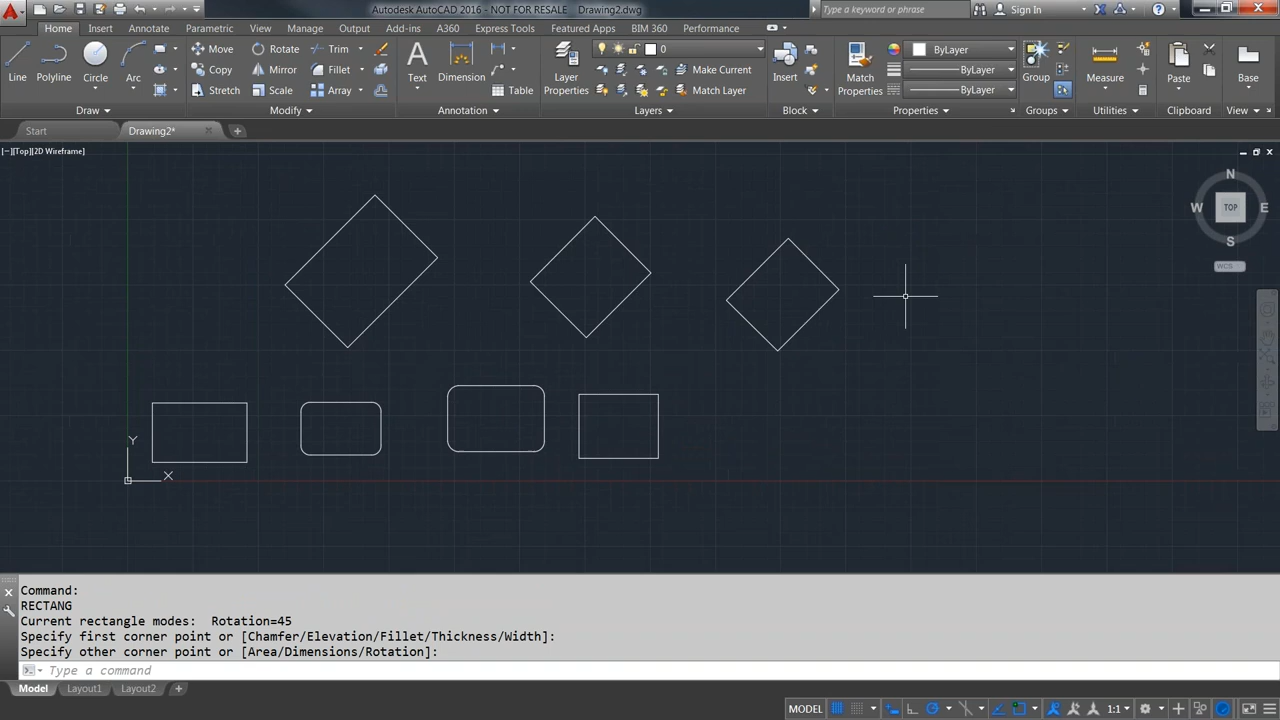 Autodesk AutoCAD 2016 - NOT FOR RESALE Drawing2.dwg
Type a keyword or phrase
Sign In
Home Insert Annotate Parametric View Manage Output Add-ins A360 Express Tools Featured Apps BIM 360 Performance
Line Polyline Circle Arc
Move Rotate Trim
Copy Mirror Fillet
Stretch Scale Array
Text Dimension Table
Layer Properties
0
Make Current
Match Layer
Insert
Match Properties
ByLayer
ByLayer
ByLayer
Group Measure Paste Base
Draw Modify Annotation Layers Block Properties Groups Utilities Clipboard View
Start Drawing2*
[−][Top][2D Wireframe]
N
W TOP E
S
WCS
Y
X
Command:
RECTANG
Current rectangle modes: Rotation=45
Specify first corner point or [Chamfer/Elevation/Fillet/Thickness/Width]:
Specify other corner point or [Area/Dimensions/Rotation]:
Type a command
Model Layout1 Layout2
MODEL 1:1